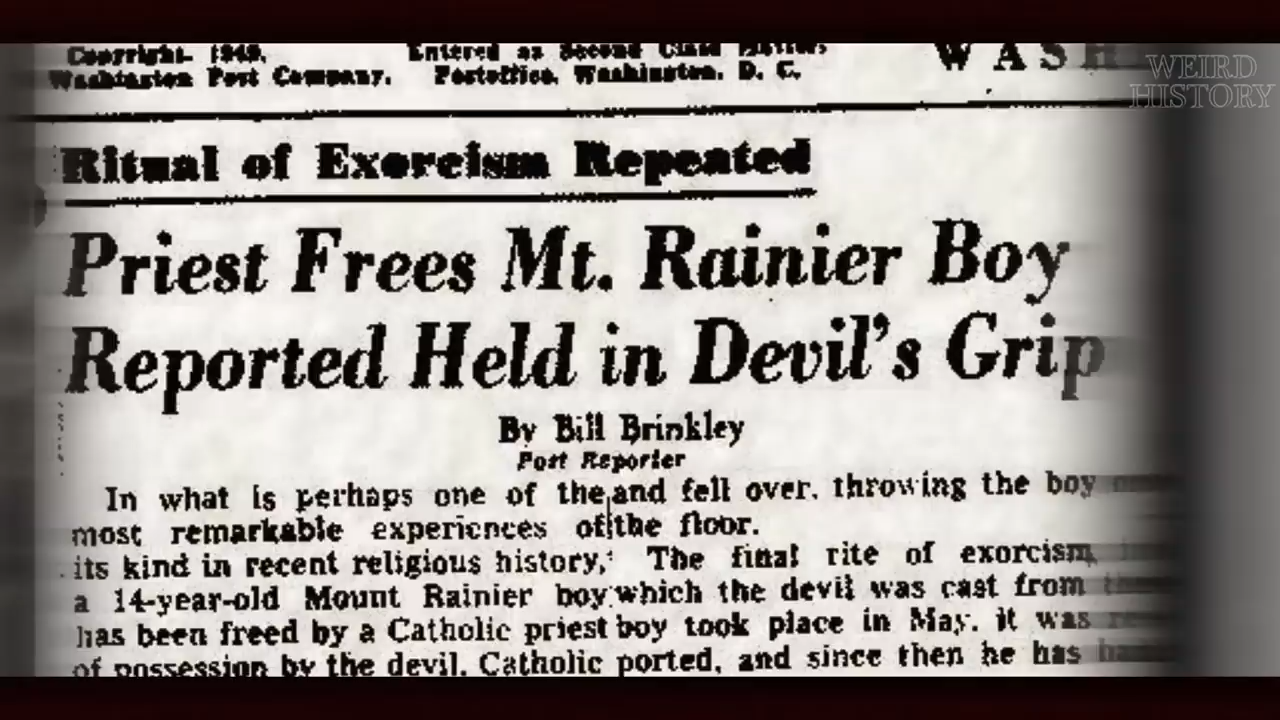 Copyright. 1949.
Washington Post Company.
Entered as Second Class Matter
Postoffice, Washington, D. C.
WASH
WEIRD
HISTORY
Ritual of Exorcism Repeated
Priest Frees Mt. Rainier Boy
Reported Held in Devil's Grip
By Bill Brinkley
Post Reporter
In what is perhaps one of the
most remarkable experiences of
its kind in recent religious history,
a 14-year-old Mount Rainier boy
has been freed by a Catholic priest
of possession by the devil, Catholic
and fell over, throwing the boy
the floor.
The final rite of exorcism
which the devil was cast from
boy took place in May, it was
ported, and since then he has